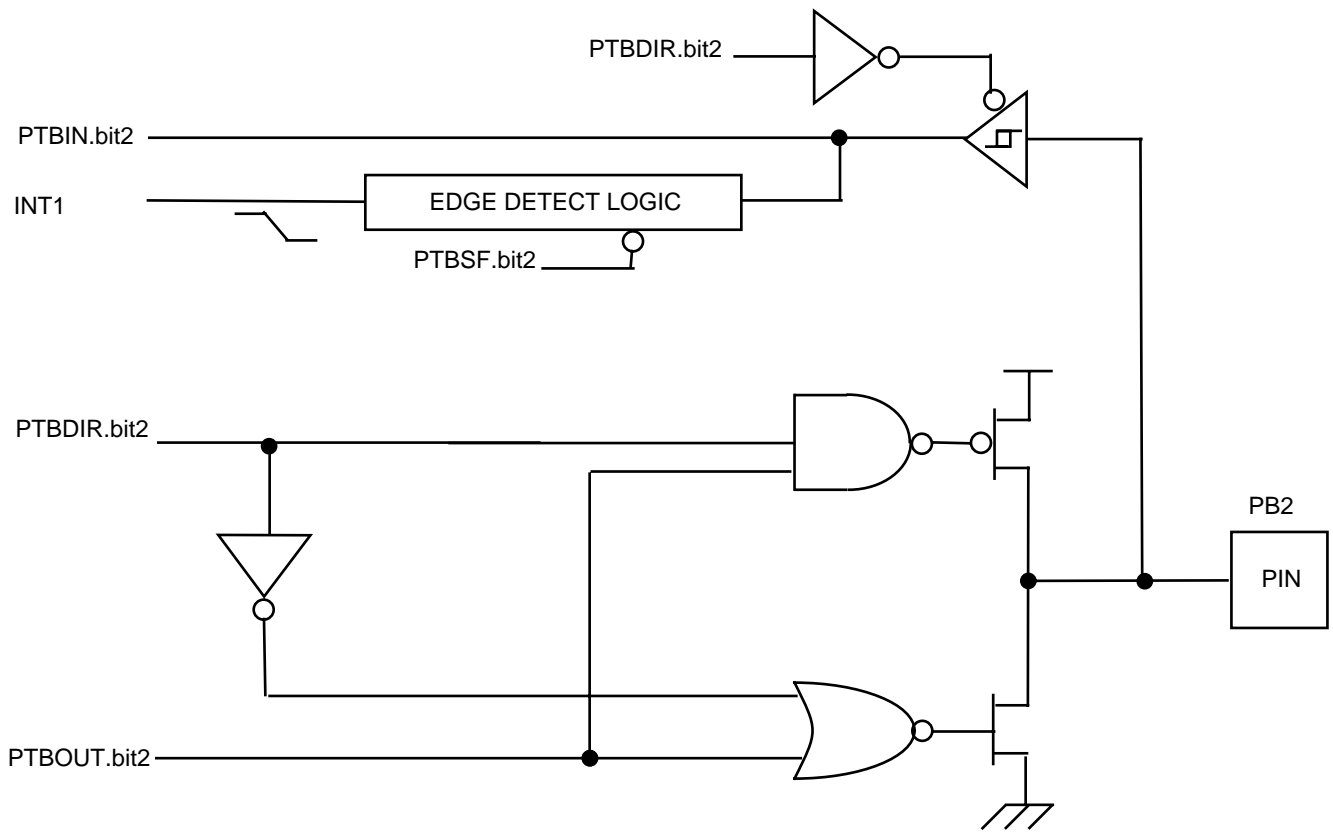 PTBDIR.bit2
PTBIN.bit2
INT1
EDGE DETECT LOGIC
PTBSF.bit2
PTBDIR.bit2
PB2
PIN
PTBOUT.bit2